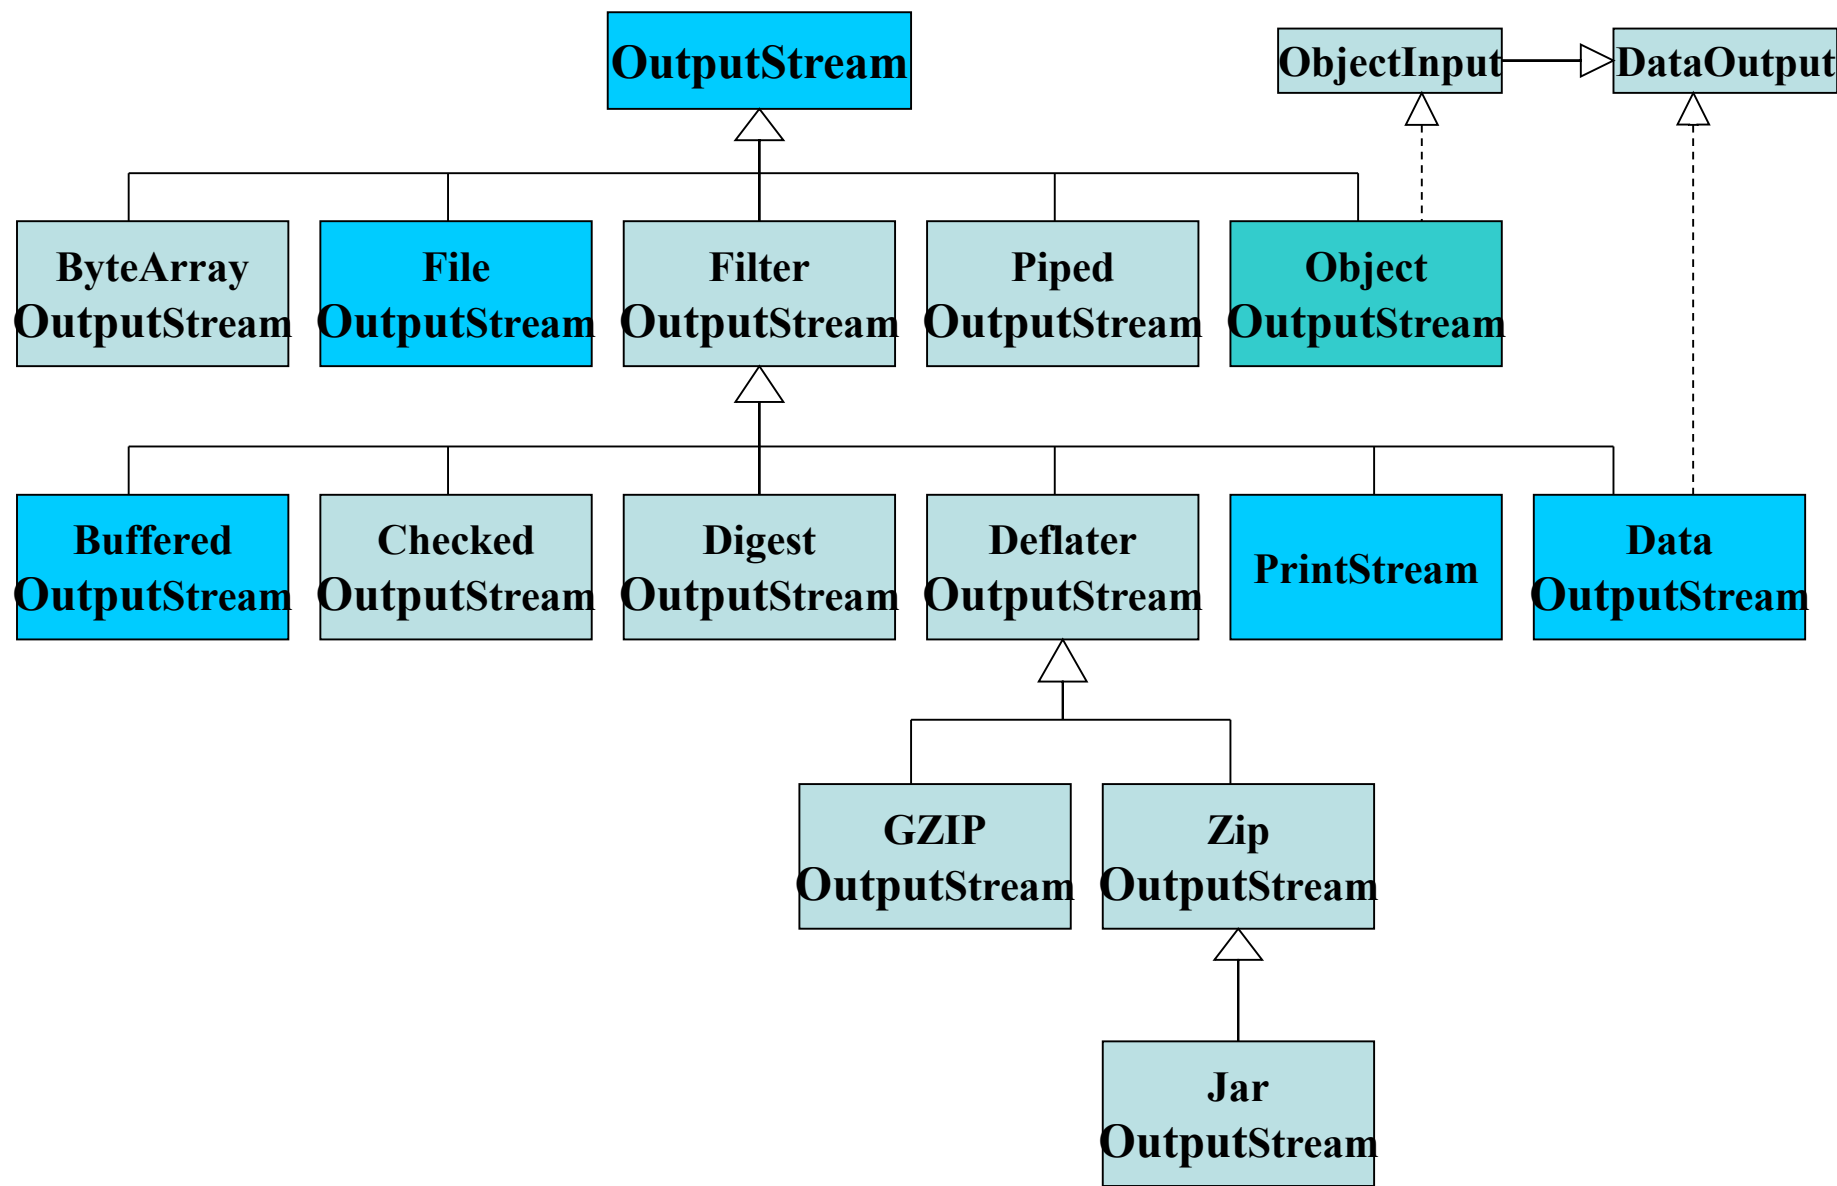 OutputStream
ObjectInput
DataOutput
ByteArray
OutputStream
File
OutputStream
Filter
OutputStream
Piped
OutputStream
Object
OutputStream
Buffered
OutputStream
Checked
OutputStream
Digest
OutputStream
Deflater
OutputStream
PrintStream
Data
OutputStream
GZIP
OutputStream
Zip
OutputStream
Jar
OutputStream